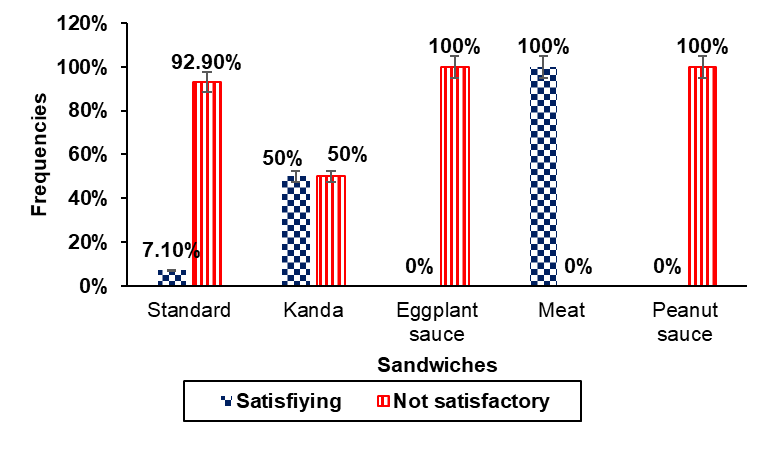 120%
100%
80%
60%
40%
20%
0%
Frequencies
7.10%
92.90%
50%
50%
0%
100%
100%
0%
0%
100%
Standard
Kanda
Eggplant
sauce
Meat
Peanut
sauce
Sandwiches
Satisfiying
Not satisfactory